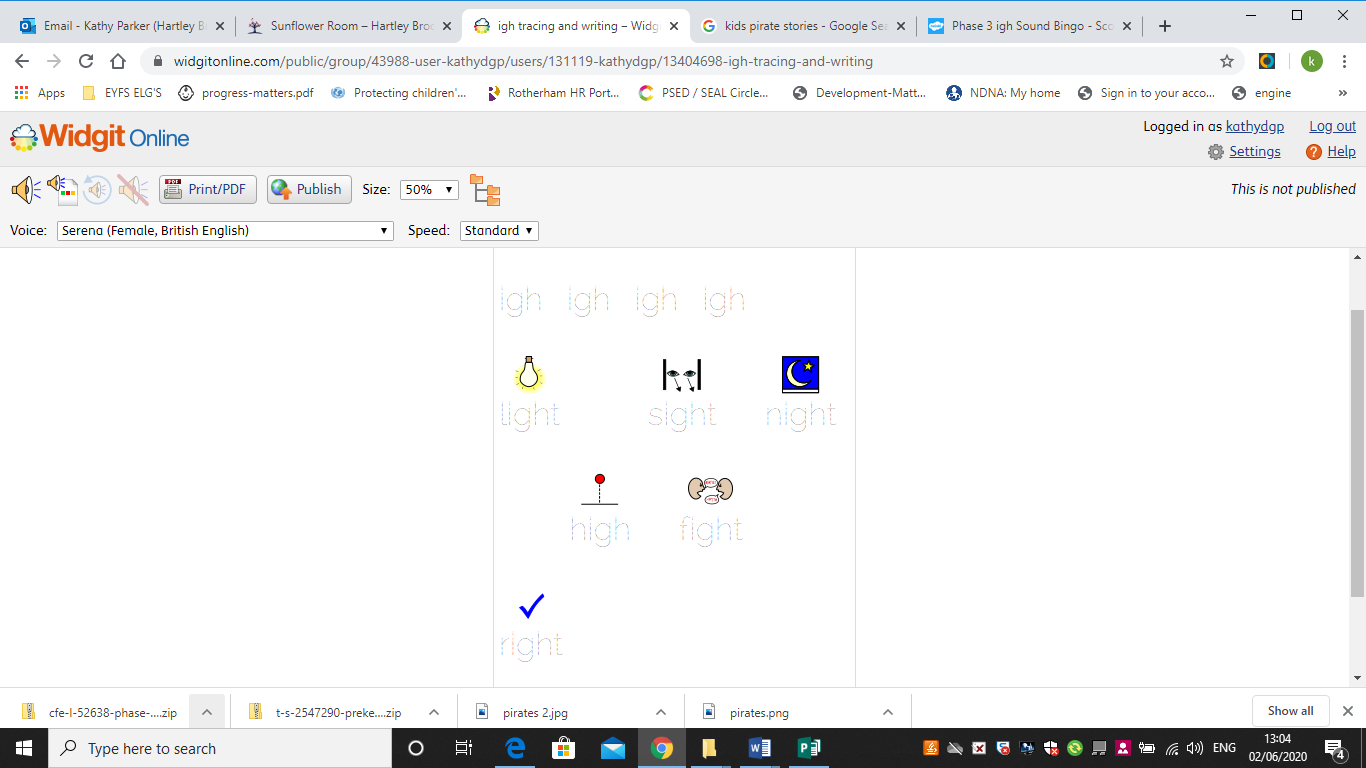 Email - Kathy Parker (Hartley B
Sunflower Room – Hartley Broo
igh tracing and writing – Widg
kids pirate stories - Google Sea
Phase 3 igh Sound Bingo - Sco
widgitonline.com/public/group/43988-user-kathydgp/users/131119-kathydgp/13404698-igh-tracing-and-writing
k
Apps
EYFS ELG'S
progress-matters.pdf
Protecting children'...
Rotherham HR Port...
PSED / SEAL Circle...
Development-Matt...
NDNA: My home
Sign in to your acco...
engine
»
Widgit Online
Logged in as kathydgp Log out
Settings Help
Print/PDF Publish Size: 50%
This is not published
Voice: Serena (Female, British English) Speed: Standard
igh igh igh igh
light sight night
high fight
right
cfe-l-52638-phase-....zip
t-s-2547290-preke....zip
pirates 2.jpg
pirates.png
Show all
Type here to search
ENG
13:04
02/06/2020
4